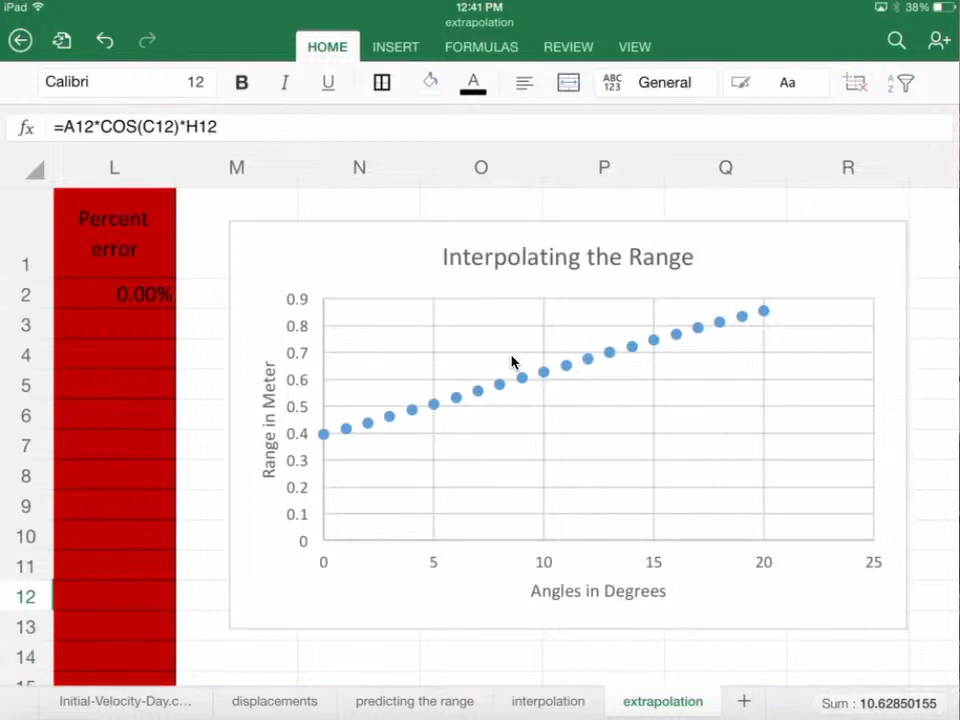 iPad
12:41 PM
38%
extrapolation
HOME INSERT FORMULAS REVIEW VIEW
Calibri 12 B I U A ABC 123 General Aa A Z
fx =A12*COS(C12)*H12
L M N O P Q R
Percent
error
1
2 0.00%
3
4
5
6
7
8
9
10
11
12
13
14
Interpolating the Range
0.9
0.8
0.7
0.6
0.5
0.4
0.3
0.2
0.1
0
Range in Meter
0 5 10 15 20 25
Angles in Degrees
Initial-Velocity-Day.c... displacements predicting the range interpolation extrapolation + Sum : 10.62850155